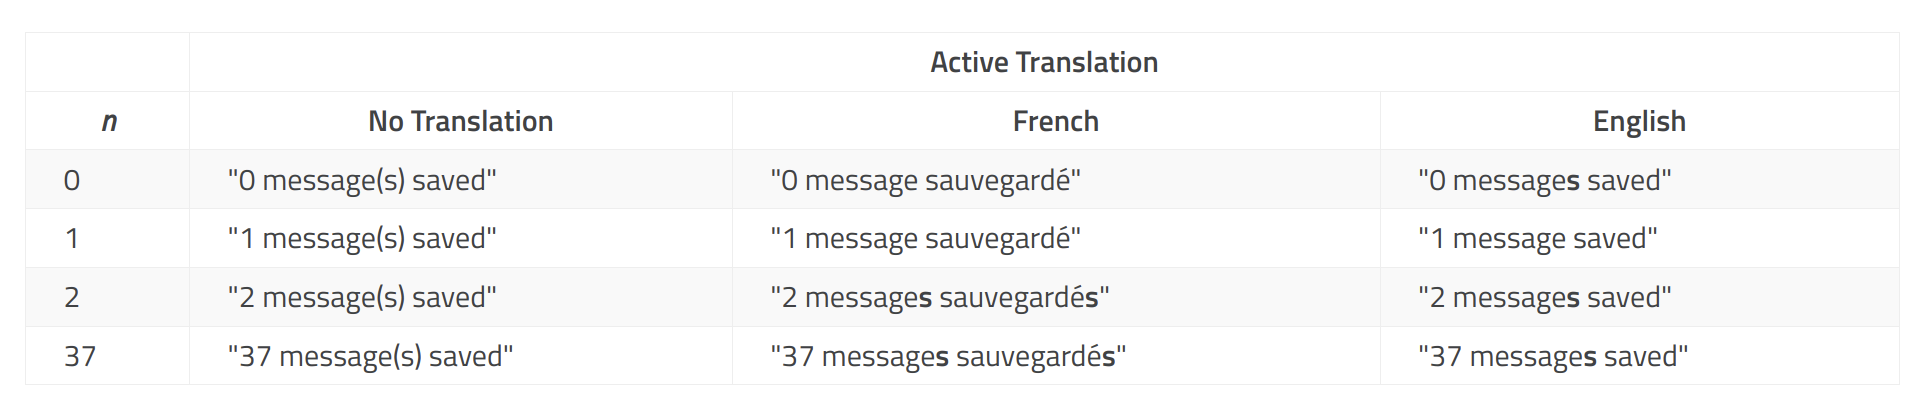 Active Translation
n No Translation French English
0 "0 message(s) saved" "0 message sauvegardé" "0 messages saved"
1 "1 message(s) saved" "1 message sauvegardé" "1 message saved"
2 "2 message(s) saved" "2 messages sauvegardés" "2 messages saved"
37 "37 message(s) saved" "37 messages sauvegardés" "37 messages saved"